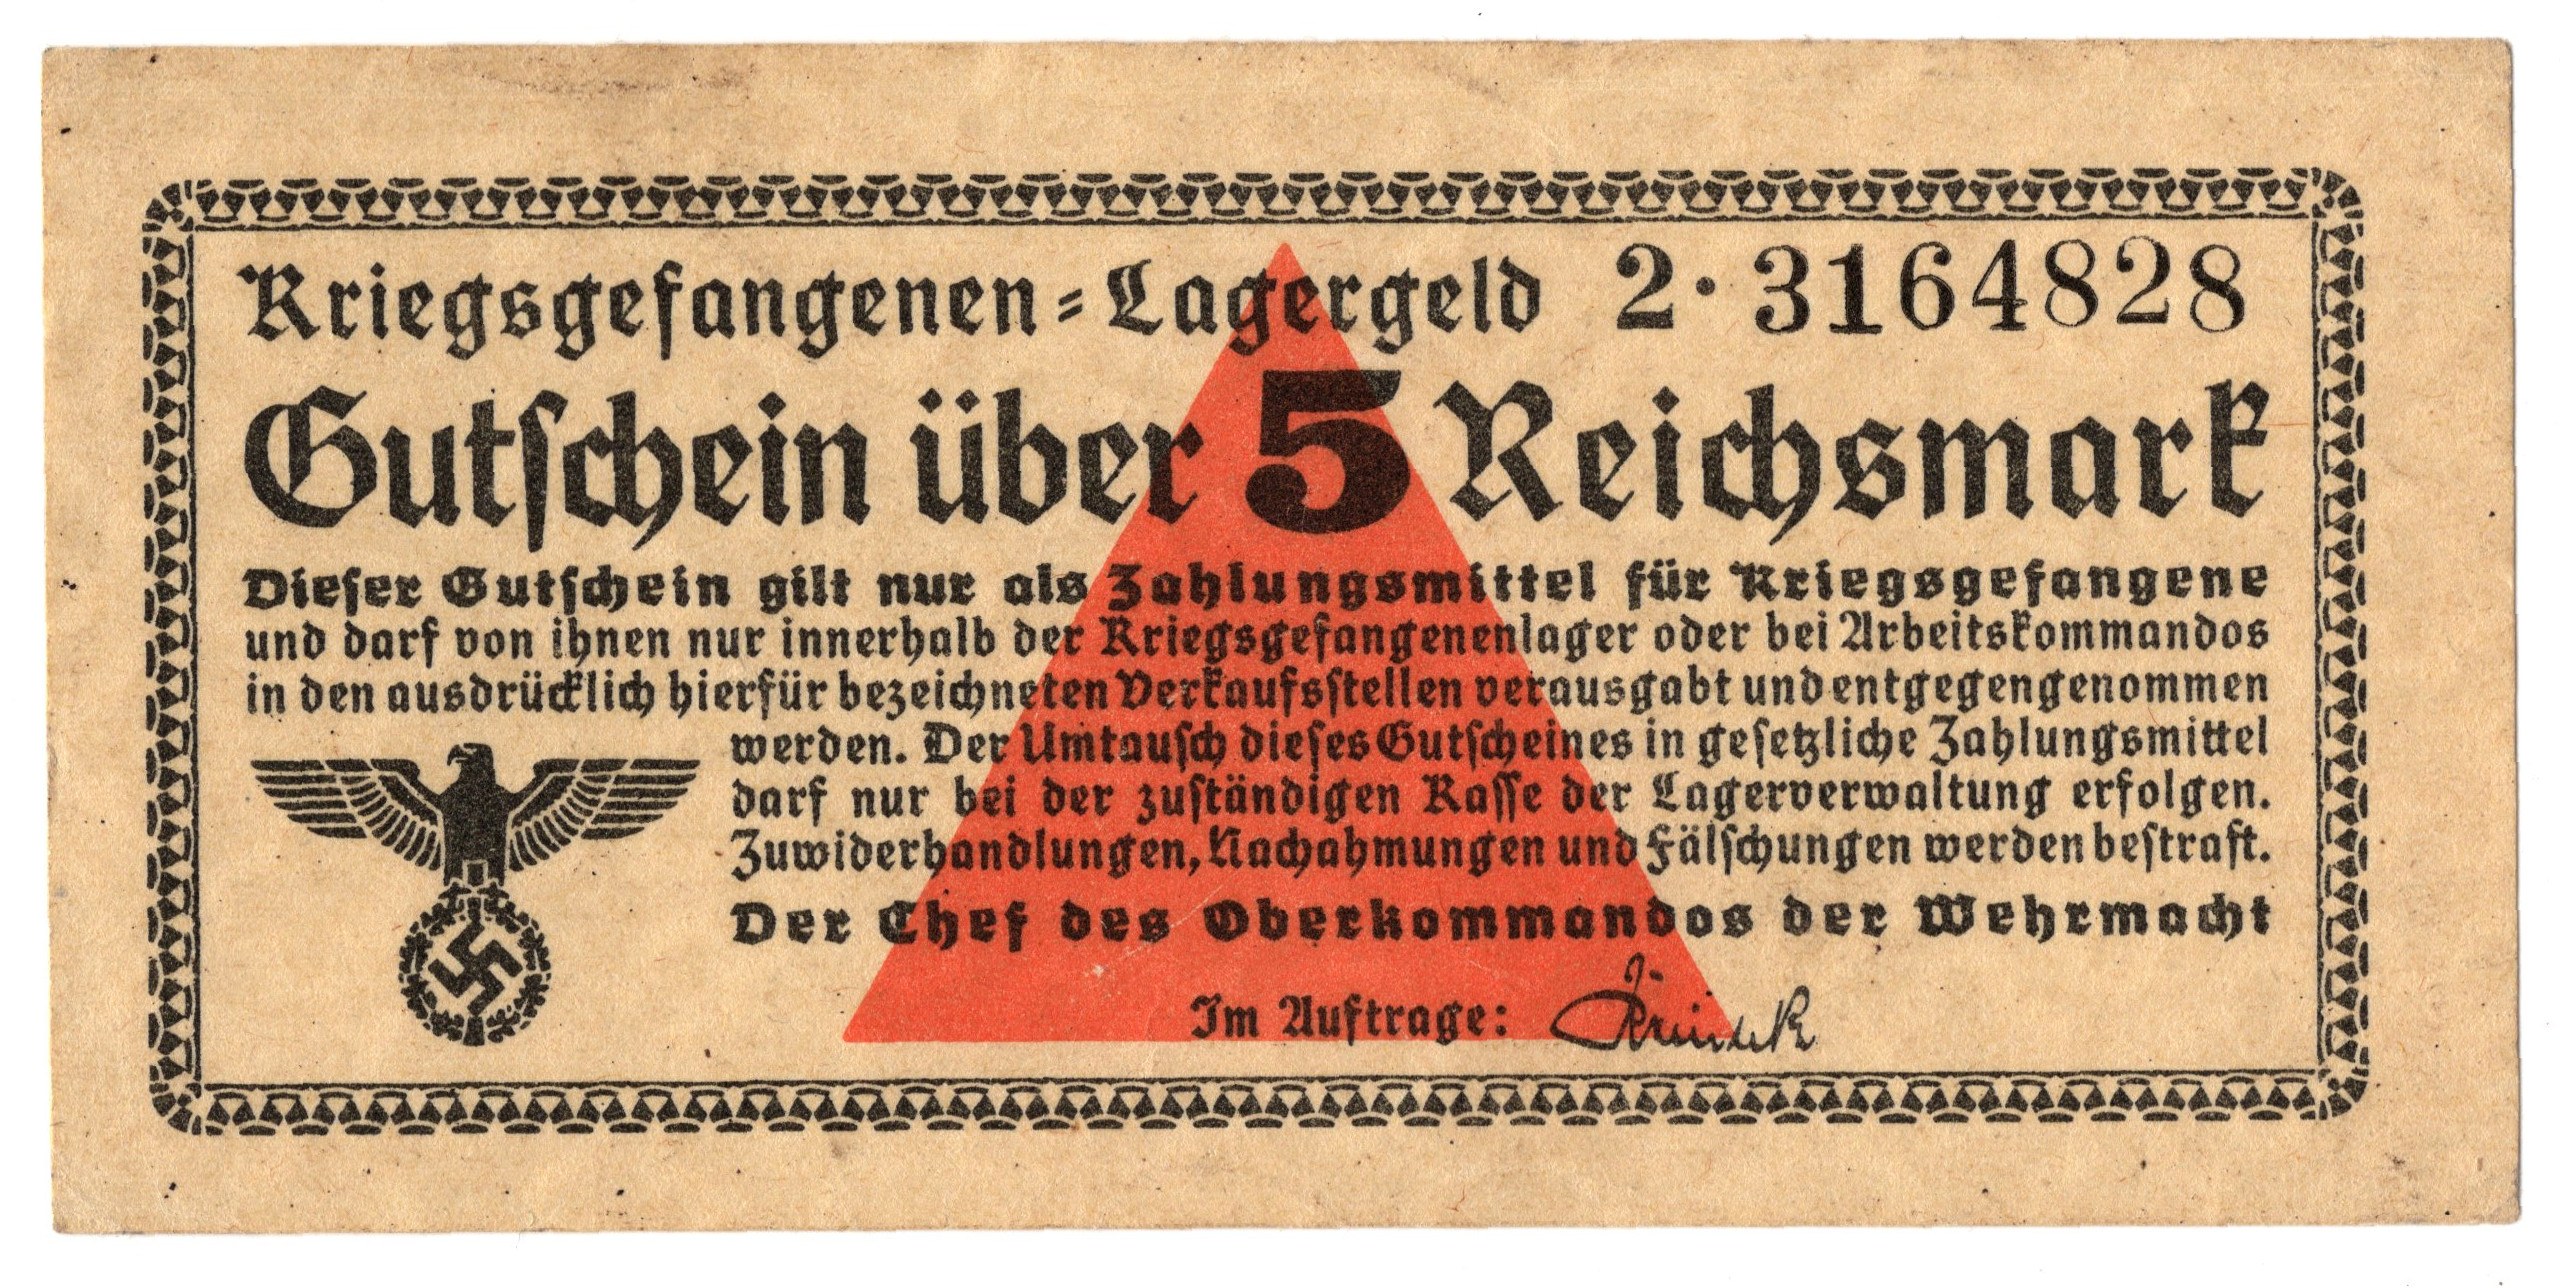 Kriegsgefangenen=Lagergeld 2·3164828
Gutschein über 5 Reichsmark
Dieser Gutschein gilt nur als Zahlungsmittel für Kriegsgefangene
und darf von ihnen nur innerhalb der Kriegsgefangenenlager oder bei Arbeitskommandos
in den ausdrücklich hierfür bezeichneten Verkaufsstellen verausgabt und entgegengenommen
werden. Der Umtausch dieses Gutscheines in gesetzliche Zahlungsmittel
darf nur bei der zuständigen Kasse der Lagerverwaltung erfolgen.
Zuwiderhandlungen, Nachahmungen und Fälschungen werden bestraft.
Der Chef des Oberkommandos der Wehrmacht
Im Auftrage: